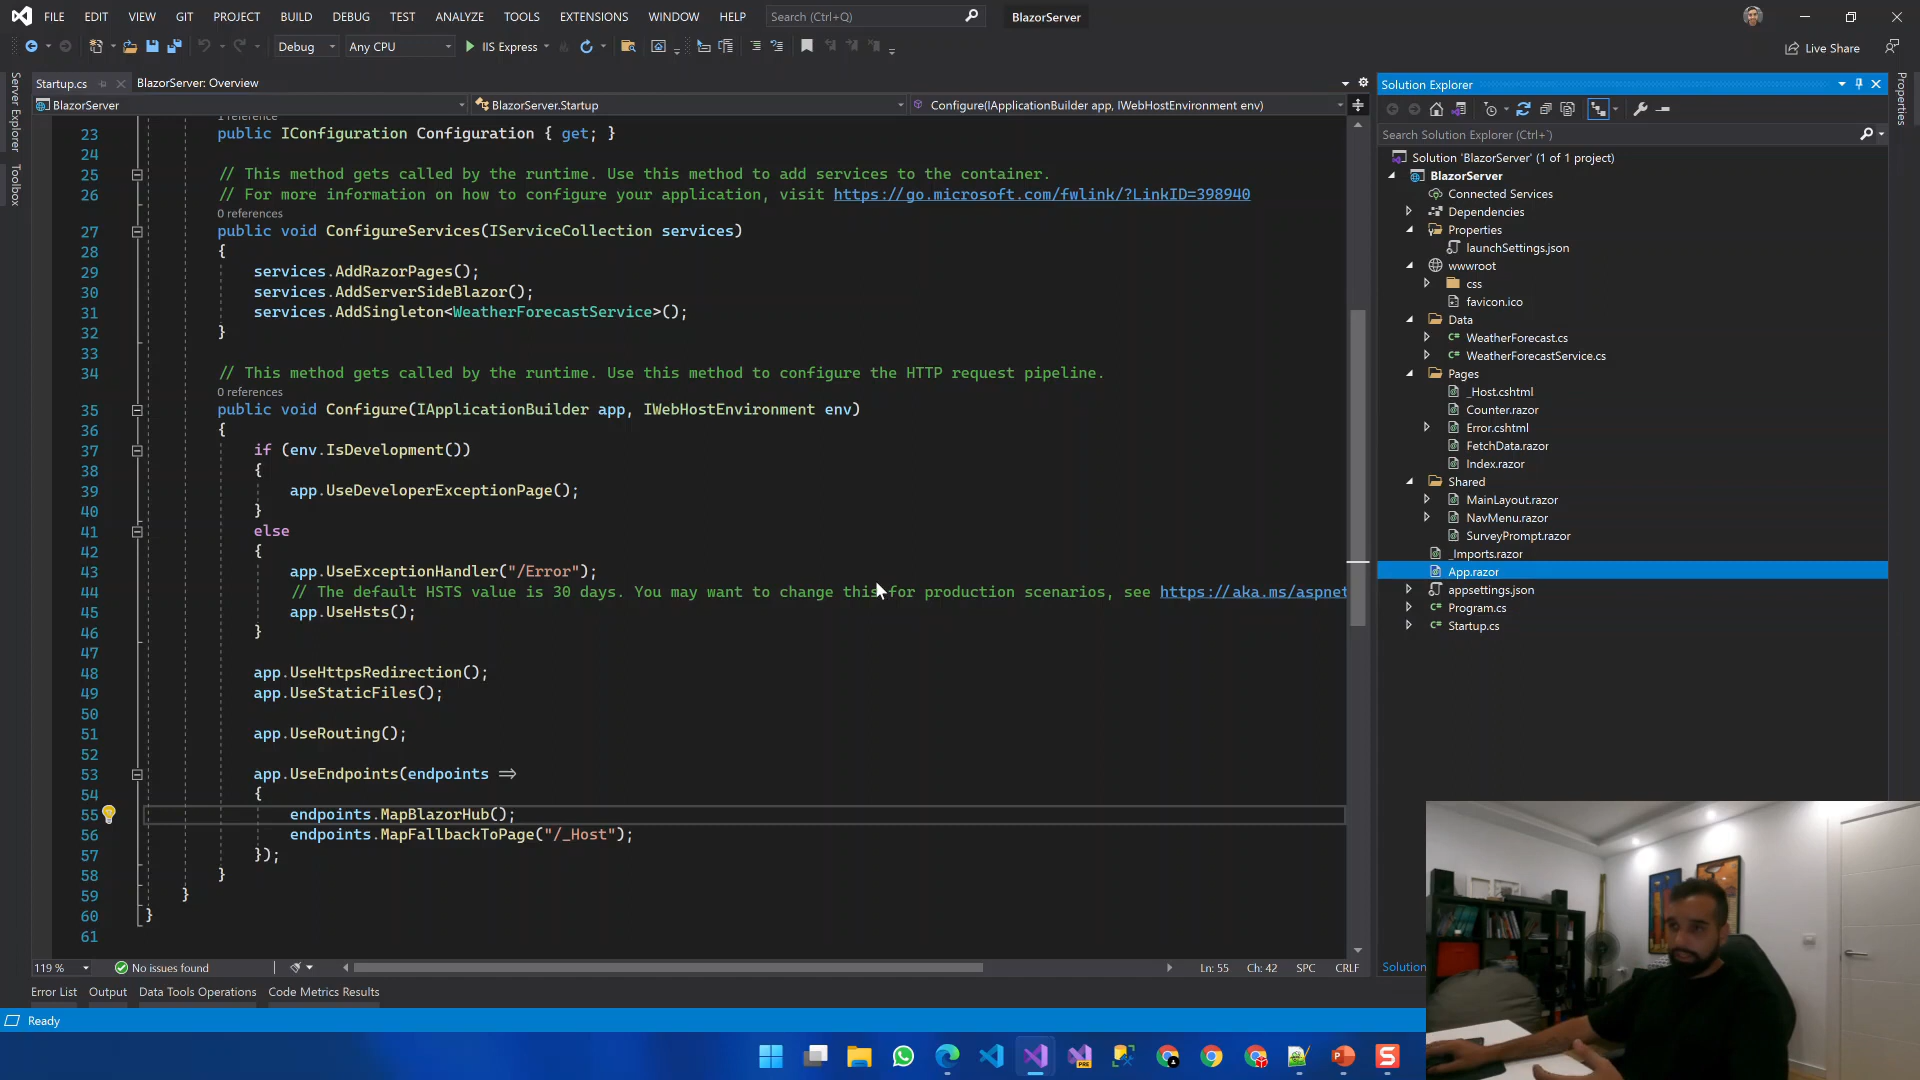 FILE EDIT VIEW GIT PROJECT BUILD DEBUG TEST ANALYZE TOOLS EXTENSIONS WINDOW HELP Search (Ctrl+Q) BlazorServer
Debug Any CPU IIS Express Live Share
Server Explorer
Toolbox
Startup.cs BlazorServer: Overview
BlazorServer BlazorServer.Startup Configure(IApplicationBuilder app, IWebHostEnvironment env)
1 reference
23 public IConfiguration Configuration { get; }
24
25 // This method gets called by the runtime. Use this method to add services to the container.
26 // For more information on how to configure your application, visit https://go.microsoft.com/fwlink/?LinkID=398940
0 references
27 public void ConfigureServices(IServiceCollection services)
28 {
29 services.AddRazorPages();
30 services.AddServerSideBlazor();
31 services.AddSingleton<WeatherForecastService>();
32 }
33
34 // This method gets called by the runtime. Use this method to configure the HTTP request pipeline.
0 references
35 public void Configure(IApplicationBuilder app, IWebHostEnvironment env)
36 {
37 if (env.IsDevelopment())
38 {
39 app.UseDeveloperExceptionPage();
40 }
41 else
42 {
43 app.UseExceptionHandler("/Error");
44 // The default HSTS value is 30 days. You may want to change this for production scenarios, see https://aka.ms/aspnet
45 app.UseHsts();
46 }
47
48 app.UseHttpsRedirection();
49 app.UseStaticFiles();
50
51 app.UseRouting();
52
53 app.UseEndpoints(endpoints =>
54 {
55 endpoints.MapBlazorHub();
56 endpoints.MapFallbackToPage("/_Host");
57 });
58 }
59 }
60 }
61
119 % No issues found Ln: 55 Ch: 42 SPC CRLF
Error List Output Data Tools Operations Code Metrics Results
Ready
Solution Explorer
Search Solution Explorer (Ctrl+`)
Solution 'BlazorServer' (1 of 1 project)
BlazorServer
Connected Services
Dependencies
Properties
launchSettings.json
wwwroot
css
favicon.ico
Data
WeatherForecast.cs
WeatherForecastService.cs
Pages
_Host.cshtml
Counter.razor
Error.cshtml
FetchData.razor
Index.razor
Shared
MainLayout.razor
NavMenu.razor
SurveyPrompt.razor
_Imports.razor
App.razor
appsettings.json
Program.cs
Startup.cs
Solution
Properties
PRE